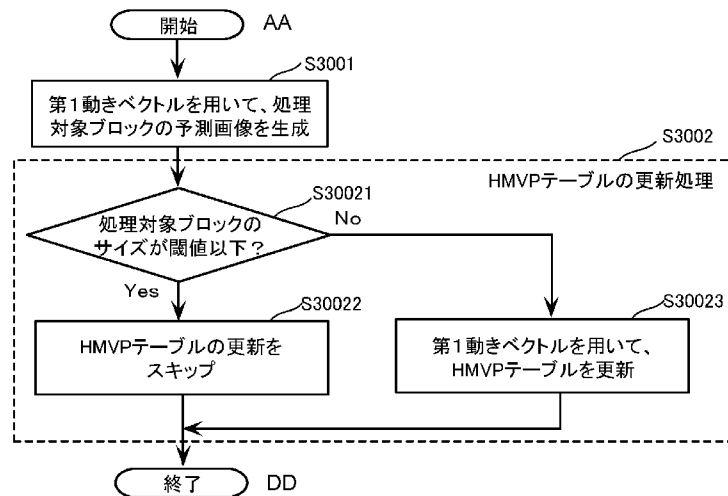 開始
AA
S3001
第1動きベクトルを用いて、処理
対象ブロックの予測画像を生成
S3002
HMVPテーブルの更新処理
S30021
処理対象ブロックの
サイズが閾値以下?
No
Yes
S30022
HMVPテーブルの更新を
スキップ
S30023
第1動きベクトルを用いて、
HMVPテーブルを更新
終了
DD